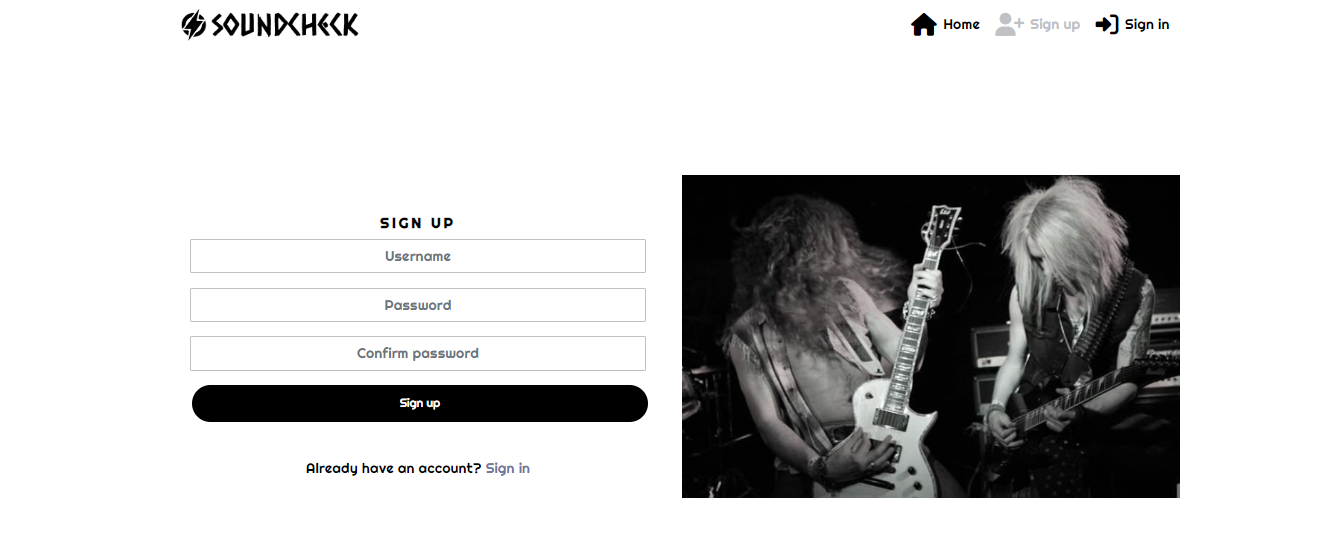 SOUNDCHECK
Home
Sign up
Sign in
SIGN UP
Username
Password
Confirm password
Sign up
Already have an account? Sign in